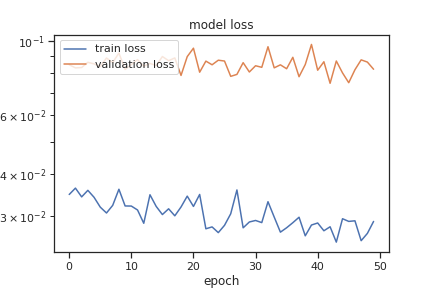 model loss
10⁻¹
train loss
validation loss
6 × 10⁻²
4 × 10⁻²
3 × 10⁻²
0 10 20 30 40 50
epoch